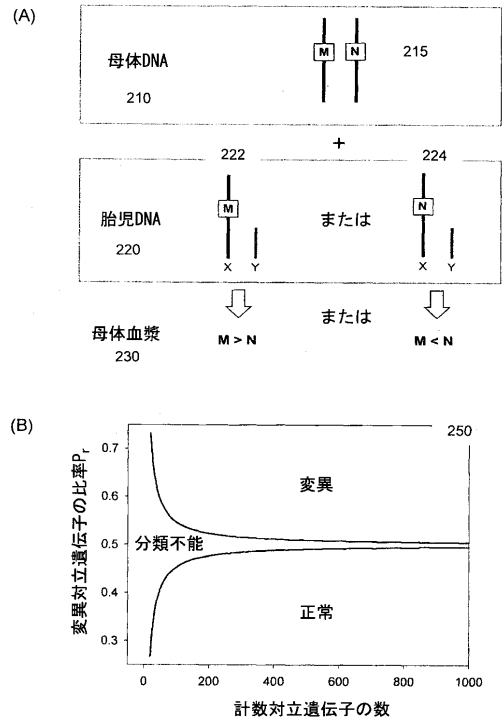 (A)
母体DNA
210
M N
215
+
222
224
胎児DNA
220
M
または
N
X Y
X Y
母体血漿
230
M > N
または
M < N
(B)
250
変異対立遺伝子の比率Pr
0.7
0.6
0.5
0.4
0.3
変異
分類不能
正常
0 200 400 600 800 1000
計数対立遺伝子の数